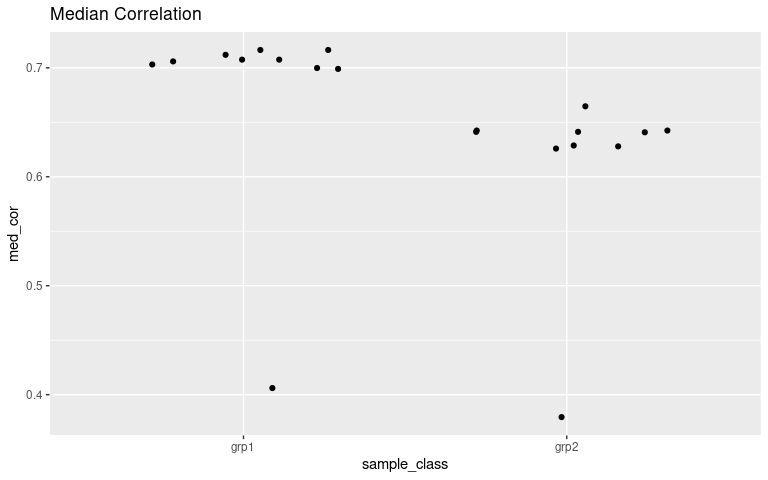 Median Correlation
0.7
0.6
0.5
0.4
med_cor
grp1
grp2
sample_class